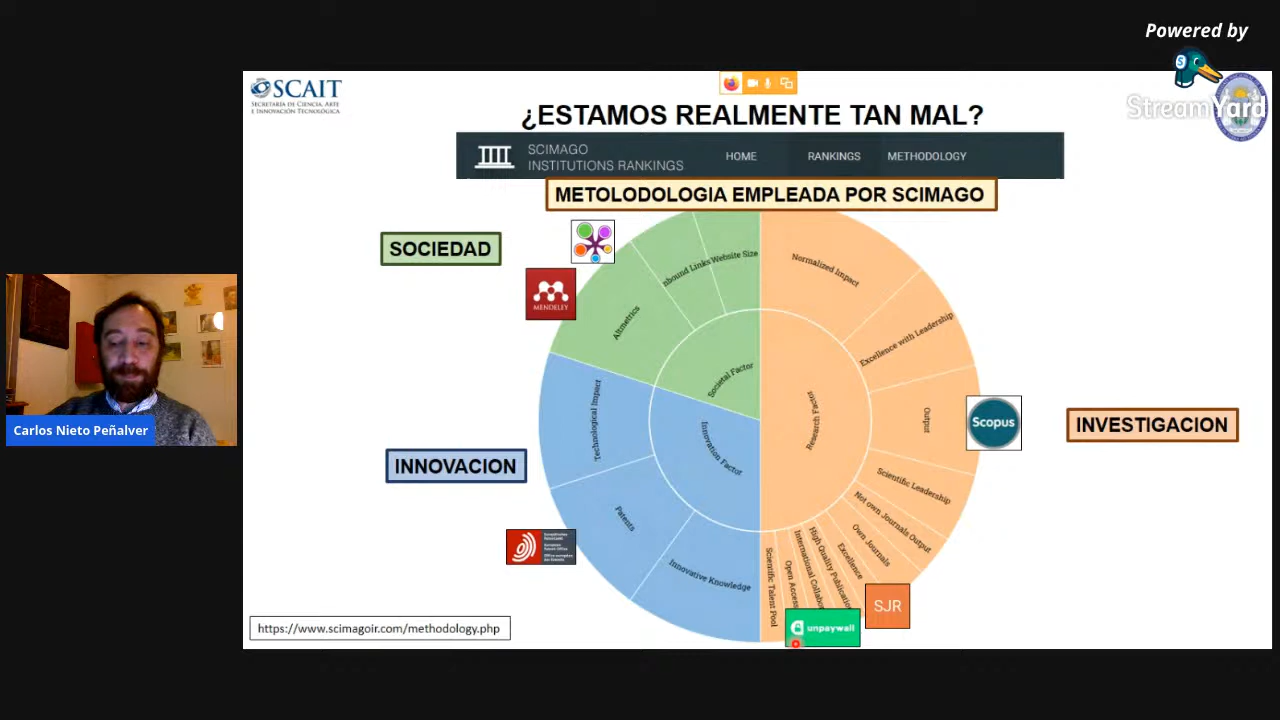 Powered by
StreamYard
SCAIT
SECRETARÍA DE CIENCIA, ARTE
E INNOVACIÓN TECNOLÓGICA
¿ESTAMOS REALMENTE TAN MAL?
SCIMAGO
INSTITUTIONS RANKINGS
HOME
RANKINGS
METHODOLOGY
METOLODOLOGIA EMPLEADA POR SCIMAGO
SOCIEDAD
MENDELEY
Altmetrics
nbound Links
Website Size
Societal Factor
Normalized Impact
Excellence with Leadership
Output
Scopus
INVESTIGACION
Research Factor
Scientific Leadership
Not own Journals Output
Own Journals
Excellence
High Quality Publication
International Collabor
Open Access
Scientific Talent Pool
SJR
unpaywall
Technological Impact
Innovation Factor
INNOVACION
Patents
Innovative Knowledge
https://www.scimagoir.com/methodology.php
Carlos Nieto Peñalver